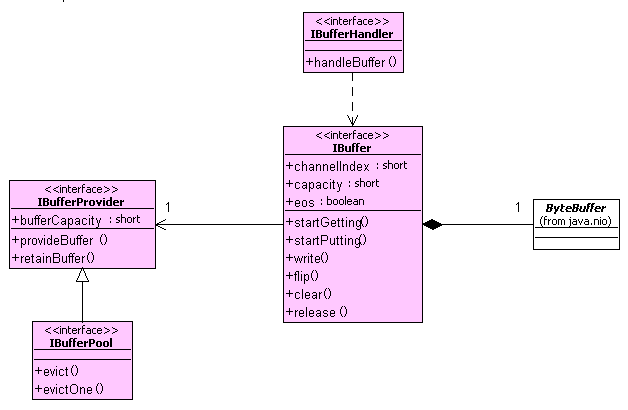 <<interface>>
IBufferHandler
+handleBuffer()
<<interface>>
IBuffer
+channelIndex : short
+capacity : short
+eos : boolean
+startGetting()
+startPutting()
+write()
+flip()
+clear()
+release ()
<<interface>>
IBufferProvider
+bufferCapacity : short
+provideBuffer ()
+retainBuffer()
1
1
ByteBuffer
(from java.nio)
<<interface>>
IBufferPool
+evict()
+evictOne()